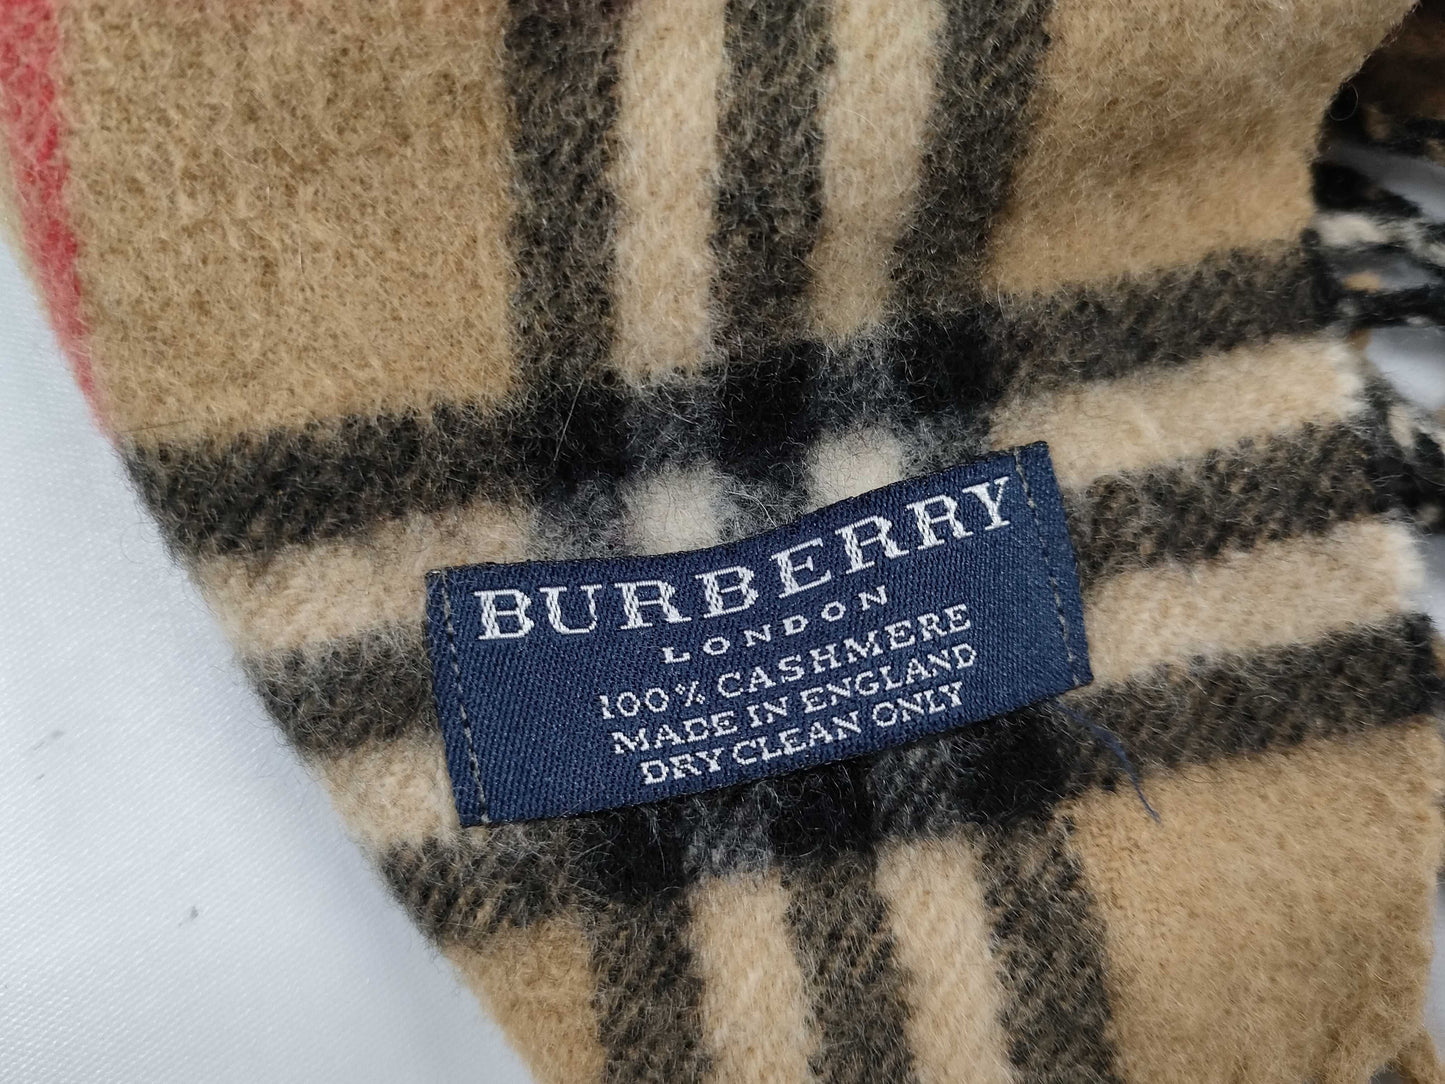 BURBERRY
LONDON
100% CASHMERE
MADE IN ENGLAND
DRY CLEAN ONLY